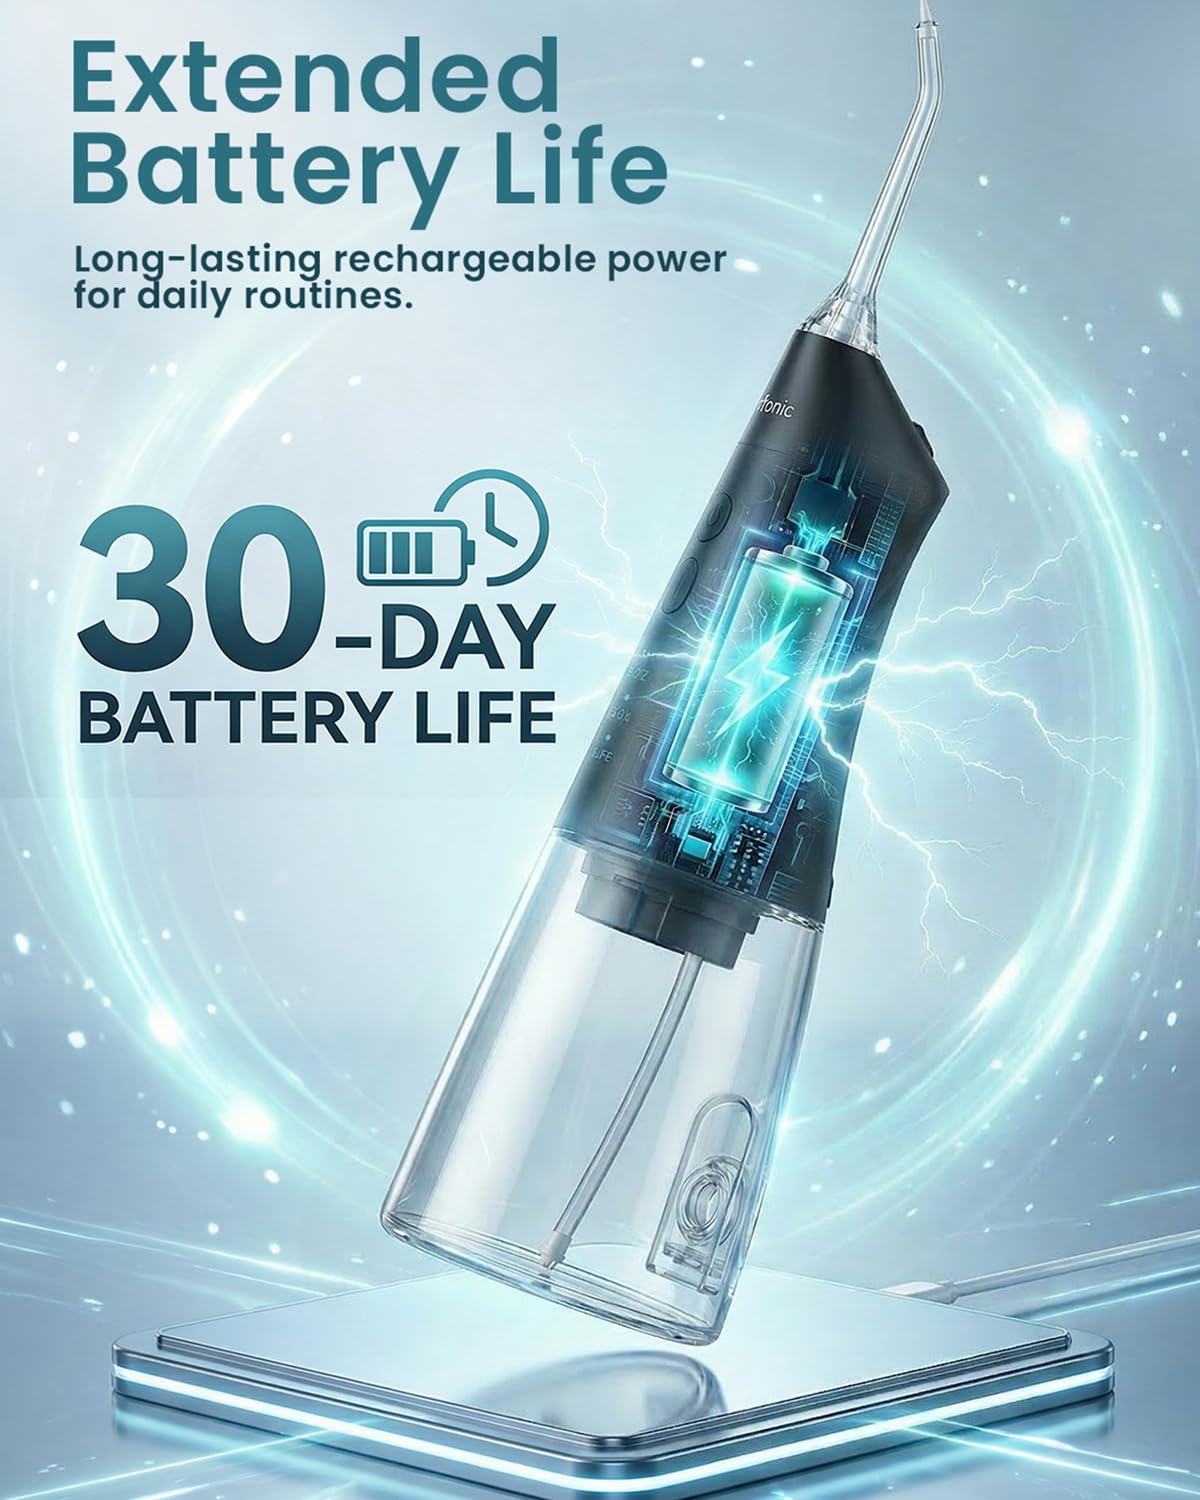 Extended
Battery Life
Long-lasting rechargeable power
for daily routines.
30-DAY
BATTERY LIFE